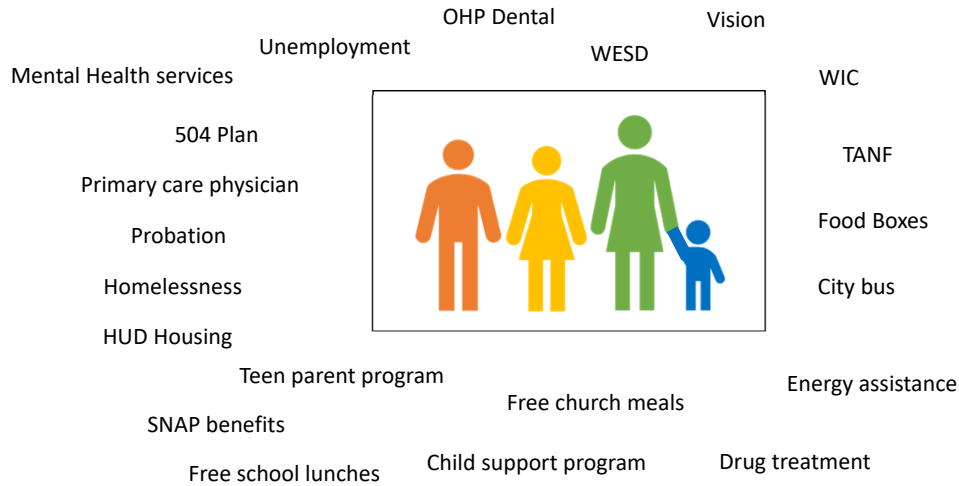 OHP Dental
Vision
Unemployment
WESD
Mental Health services
WIC
504 Plan
TANF
Primary care physician
Food Boxes
Probation
Homelessness
City bus
HUD Housing
Teen parent program
Energy assistance
Free church meals
SNAP benefits
Child support program
Drug treatment
Free school lunches